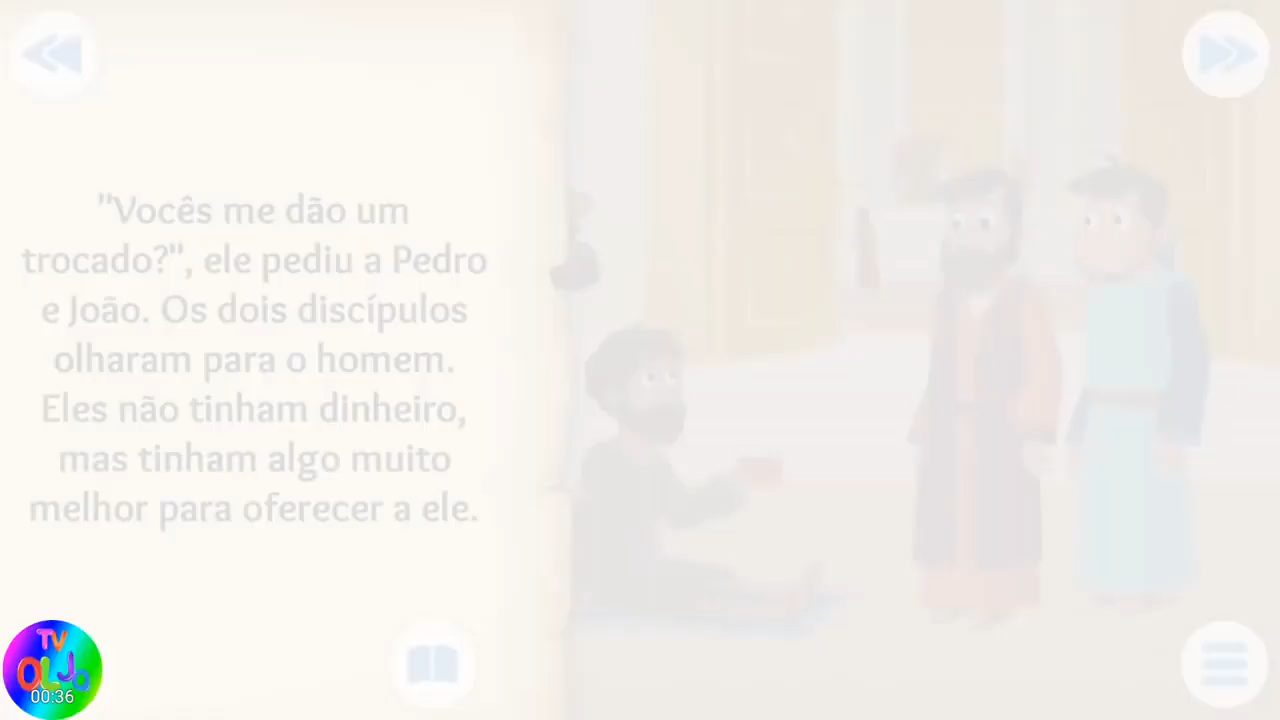 "Vocês me dão um
trocado?", ele pediu a Pedro
e João. Os dois discípulos
olharam para o homem.
Eles não tinham dinheiro,
mas tinham algo muito
melhor para oferecer a ele.
TV
OLJO
00:36